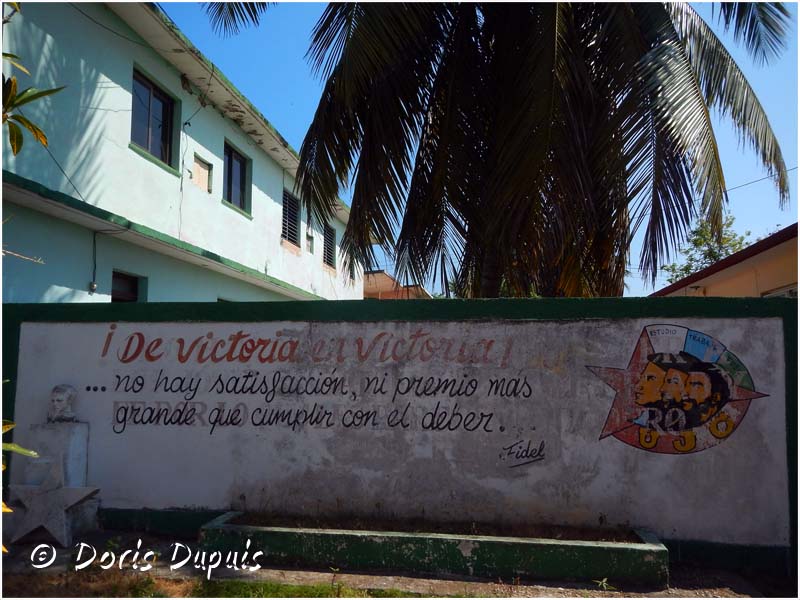 ¡De Victoria en Victoria!
... no hay satisfacción, ni premio más
grande que cumplir con el deber...
Fidel
ESTUDIO TRABAJO
© Doris Dupuis